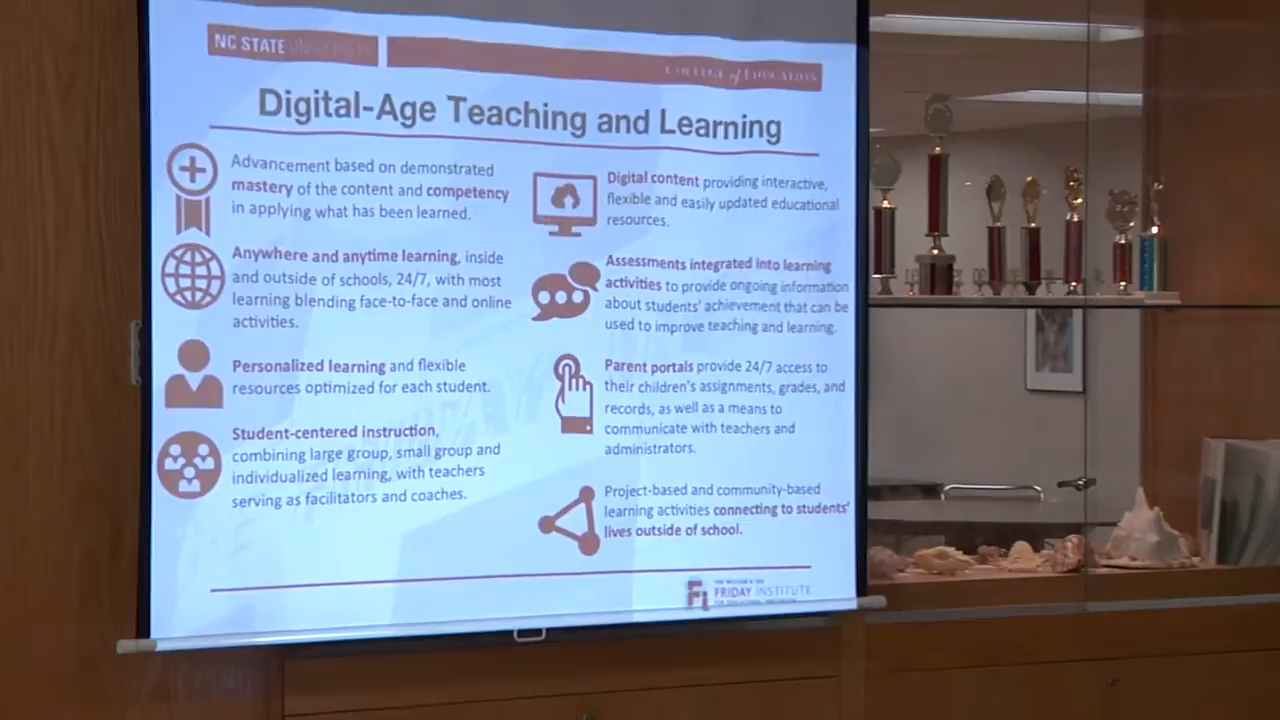 NC STATE UNIVERSITY
COLLEGE of EDUCATION
Digital-Age Teaching and Learning
Advancement based on demonstrated
mastery of the content and competency
in applying what has been learned.
Anywhere and anytime learning, inside
and outside of schools, 24/7, with most
learning blending face-to-face and online
activities.
Personalized learning and flexible
resources optimized for each student.
Student-centered instruction,
combining large group, small group and
individualized learning, with teachers
serving as facilitators and coaches.
Digital content providing interactive,
flexible and easily updated educational
resources.
Assessments integrated into learning
activities to provide ongoing information
about students' achievement that can be
used to improve teaching and learning.
Parent portals provide 24/7 access to
their children's assignments, grades, and
records, as well as a means to
communicate with teachers and
administrators.
Project-based and community-based
learning activities connecting to students'
lives outside of school.
FRIDAY INSTITUTE